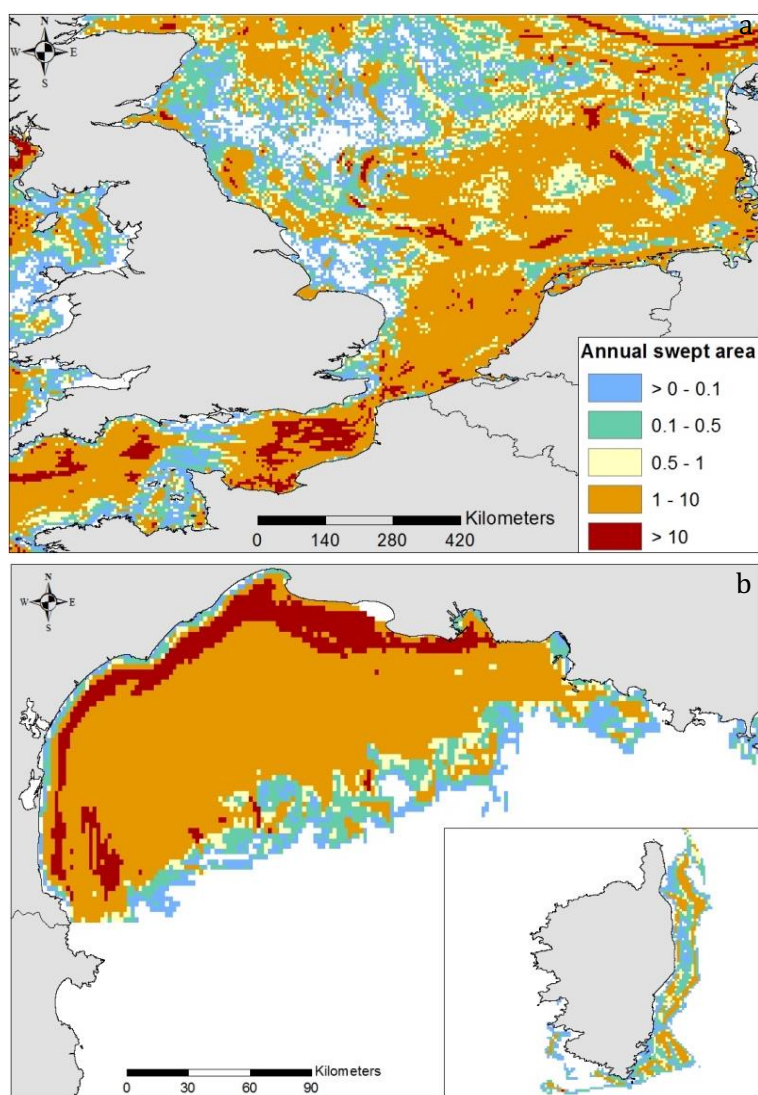 a
N
W E
S
Annual swept area
> 0 - 0.1
0.1 - 0.5
0.5 - 1
1 - 10
> 10
Kilometers
0 140 280 420
b
N
W E
S
Kilometers
0 30 60 90